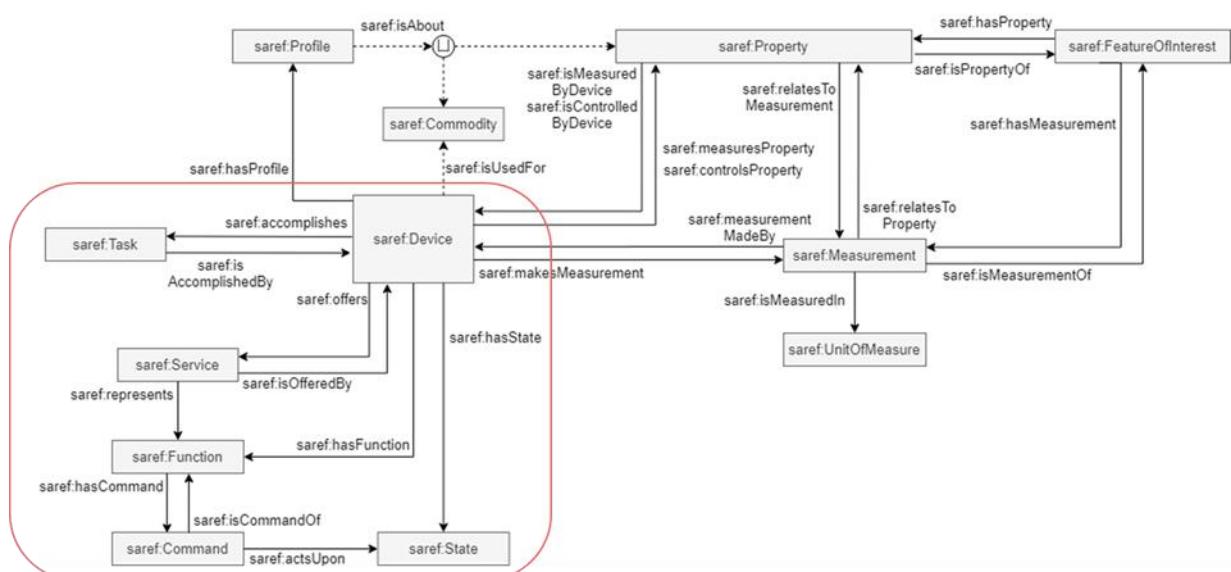 saref:isAbout
saref:hasProperty
saref:Profile
saref:Property
saref:FeatureOfInterest
saref:isMeasured
ByDevice
saref:isControlled
ByDevice
saref:relatesTo
Measurement
saref:isPropertyOf
saref:Commodity
saref:hasMeasurement
saref:hasProfile
saref:isUsedFor
saref:measuresProperty
saref:controlsProperty
saref:accomplishes
saref:Task
saref:Device
saref:measurement
MadeBy
saref:relatesTo
Property
saref:is
AccomplishedBy
saref:makesMeasurement
saref:Measurement
saref:isMeasurementOf
saref:offers
saref:isMeasuredIn
saref:hasState
saref:UnitOfMeasure
saref:Service
saref:isOfferedBy
saref:represents
saref:hasFunction
saref:Function
saref:hasCommand
saref:isCommandOf
saref:Command
saref:actsUpon
saref:State